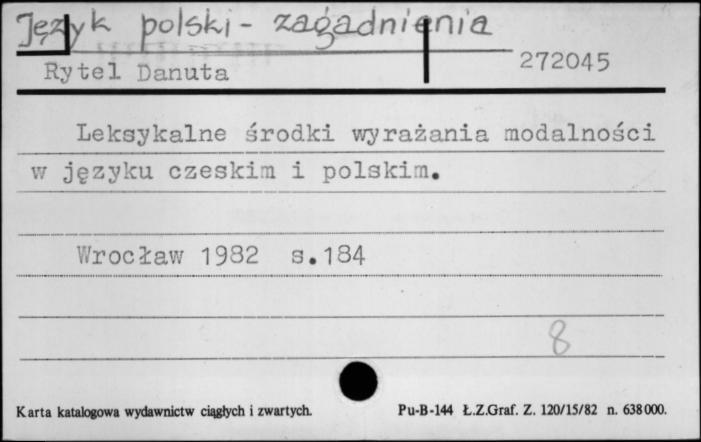 Język polski - zagadnienia
Rytel Danuta
272045
Leksykalne środki wyrażania modalności
w języku czeskim i polskim.
Wrocław 1982 s.184
8
Karta katalogowa wydawnictw ciągłych i zwartych.
Pu-B-144 Ł.Z.Graf. Z. 120/15/82 n. 638000.